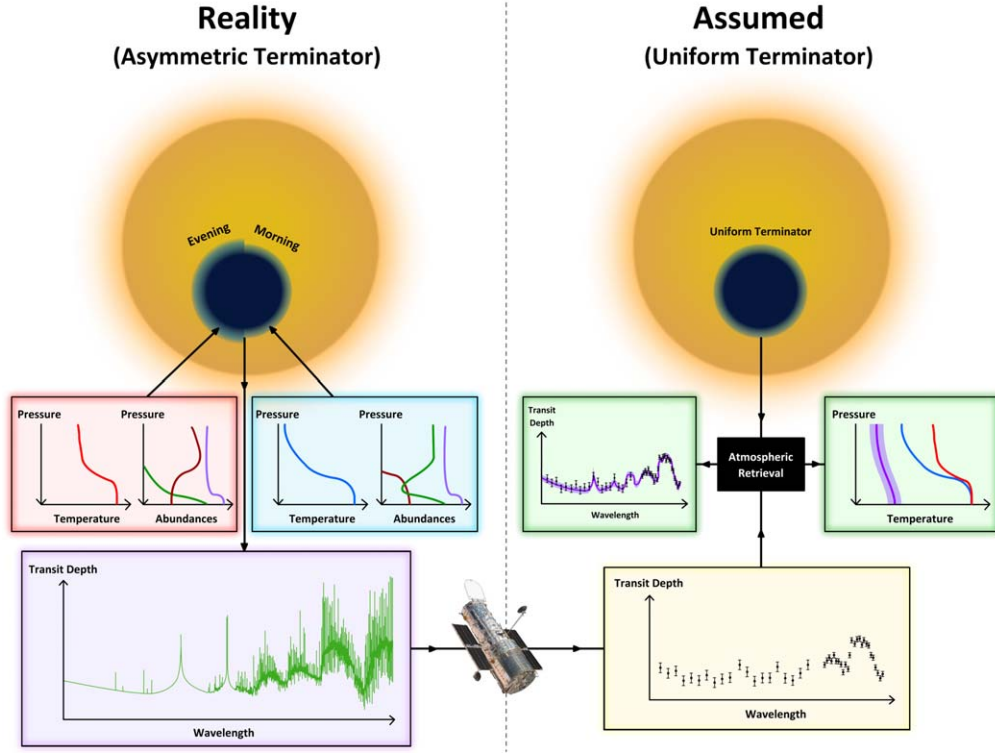 Reality
(Asymmetric Terminator)
Evening
Morning
Pressure
Temperature
Pressure
Abundances
Pressure
Temperature
Pressure
Abundances
Transit Depth
Wavelength
Assumed
(Uniform Terminator)
Uniform Terminator
Transit
Depth
Wavelength
Atmospheric
Retrieval
Pressure
Temperature
Transit Depth
Wavelength